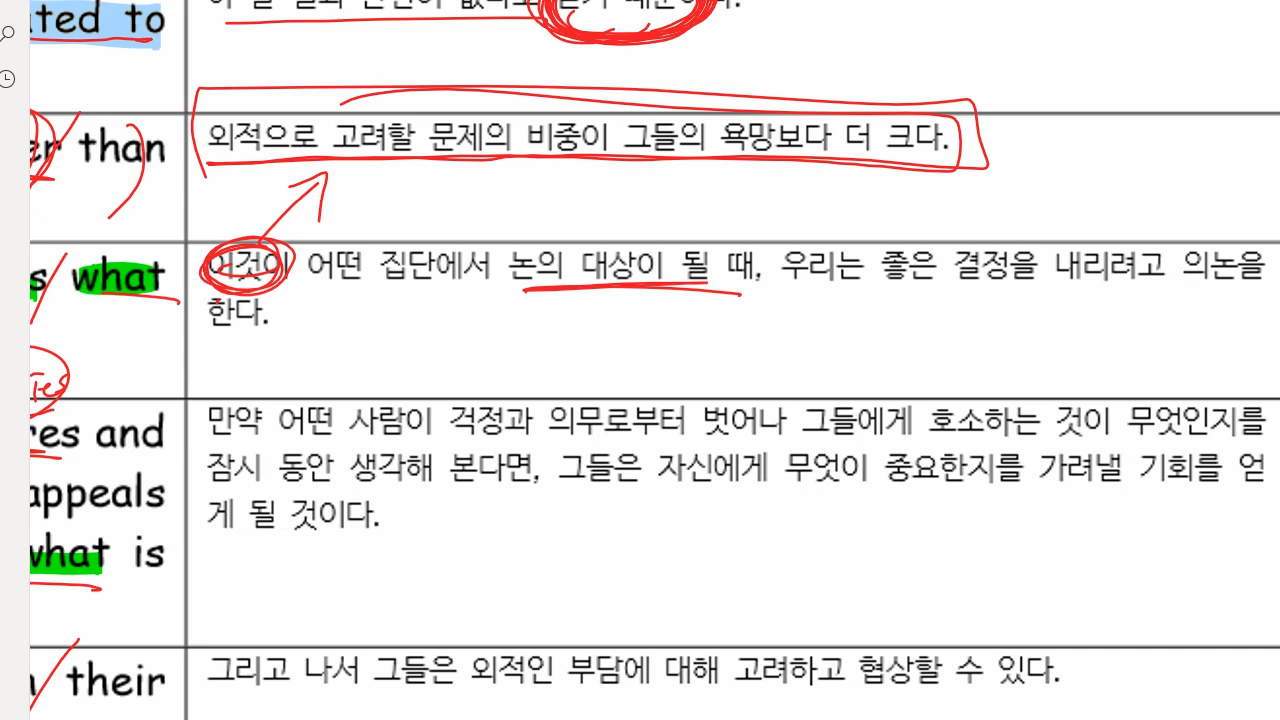 to
than
외적으로 고려할 문제의 비중이 그들의 욕망보다 더 크다.
what
이것이 어떤 집단에서 논의 대상이 될 때, 우리는 좋은 결정을 내리려고 의논을
한다.
and
appeals
what is
만약 어떤 사람이 걱정과 의무로부터 벗어나 그들에게 호소하는 것이 무엇인지를
잠시 동안 생각해 본다면, 그들은 자신에게 무엇이 중요한지를 가려낼 기회를 얻
게 될 것이다.
their
그리고 나서 그들은 외적인 부담에 대해 고려하고 협상할 수 있다.